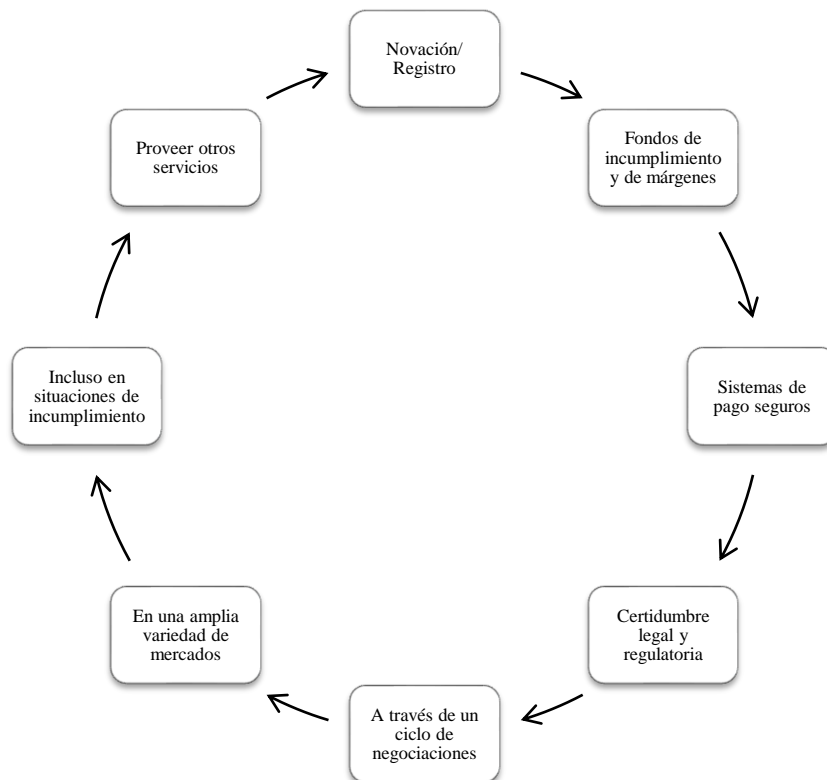 Novación/
Registro
Fondos de
incumplimiento
y de márgenes
Sistemas de
pago seguros
Certidumbre
legal y
regulatoria
A través de un
ciclo de
negociaciones
En una amplia
variedad de
mercados
Incluso en
situaciones de
incumplimiento
Proveer otros
servicios